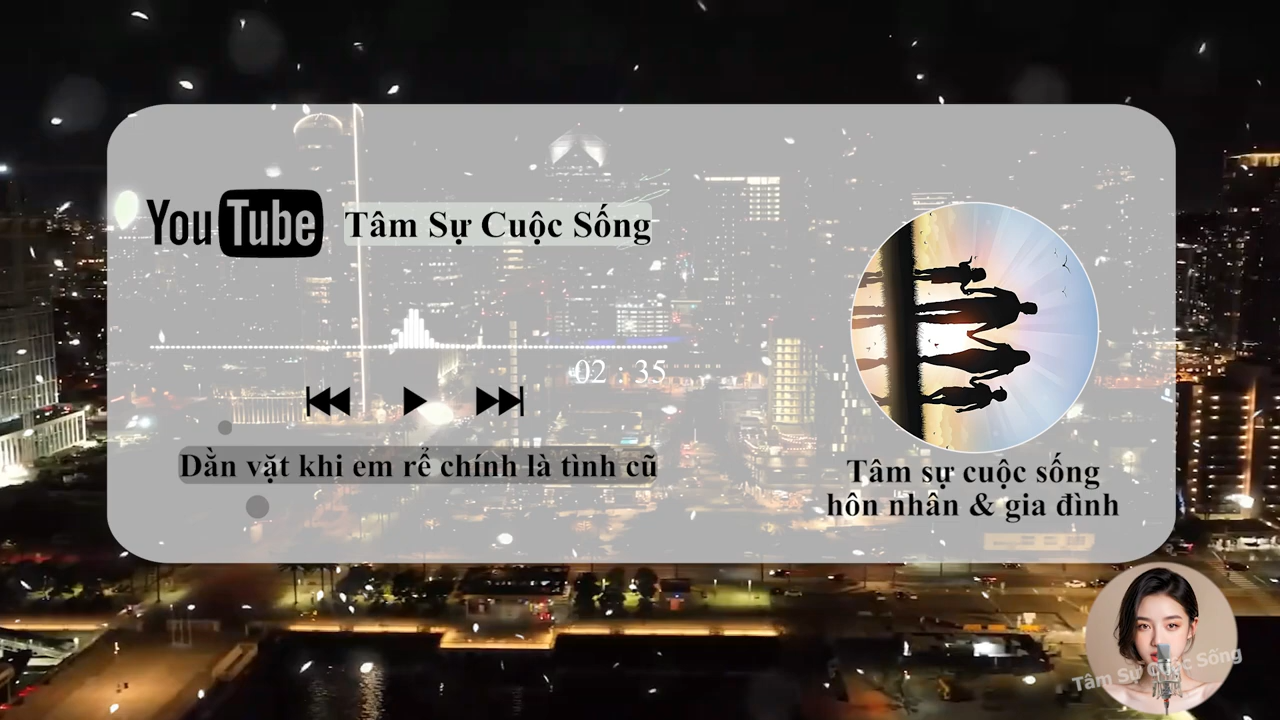 YouTube
Tâm Sự Cuộc Sống
02 : 35
Dằn vặt khi em rể chính là tình cũ
Tâm sự cuộc sống
hôn nhân & gia đình
Tâm Sự Cuộc Sống